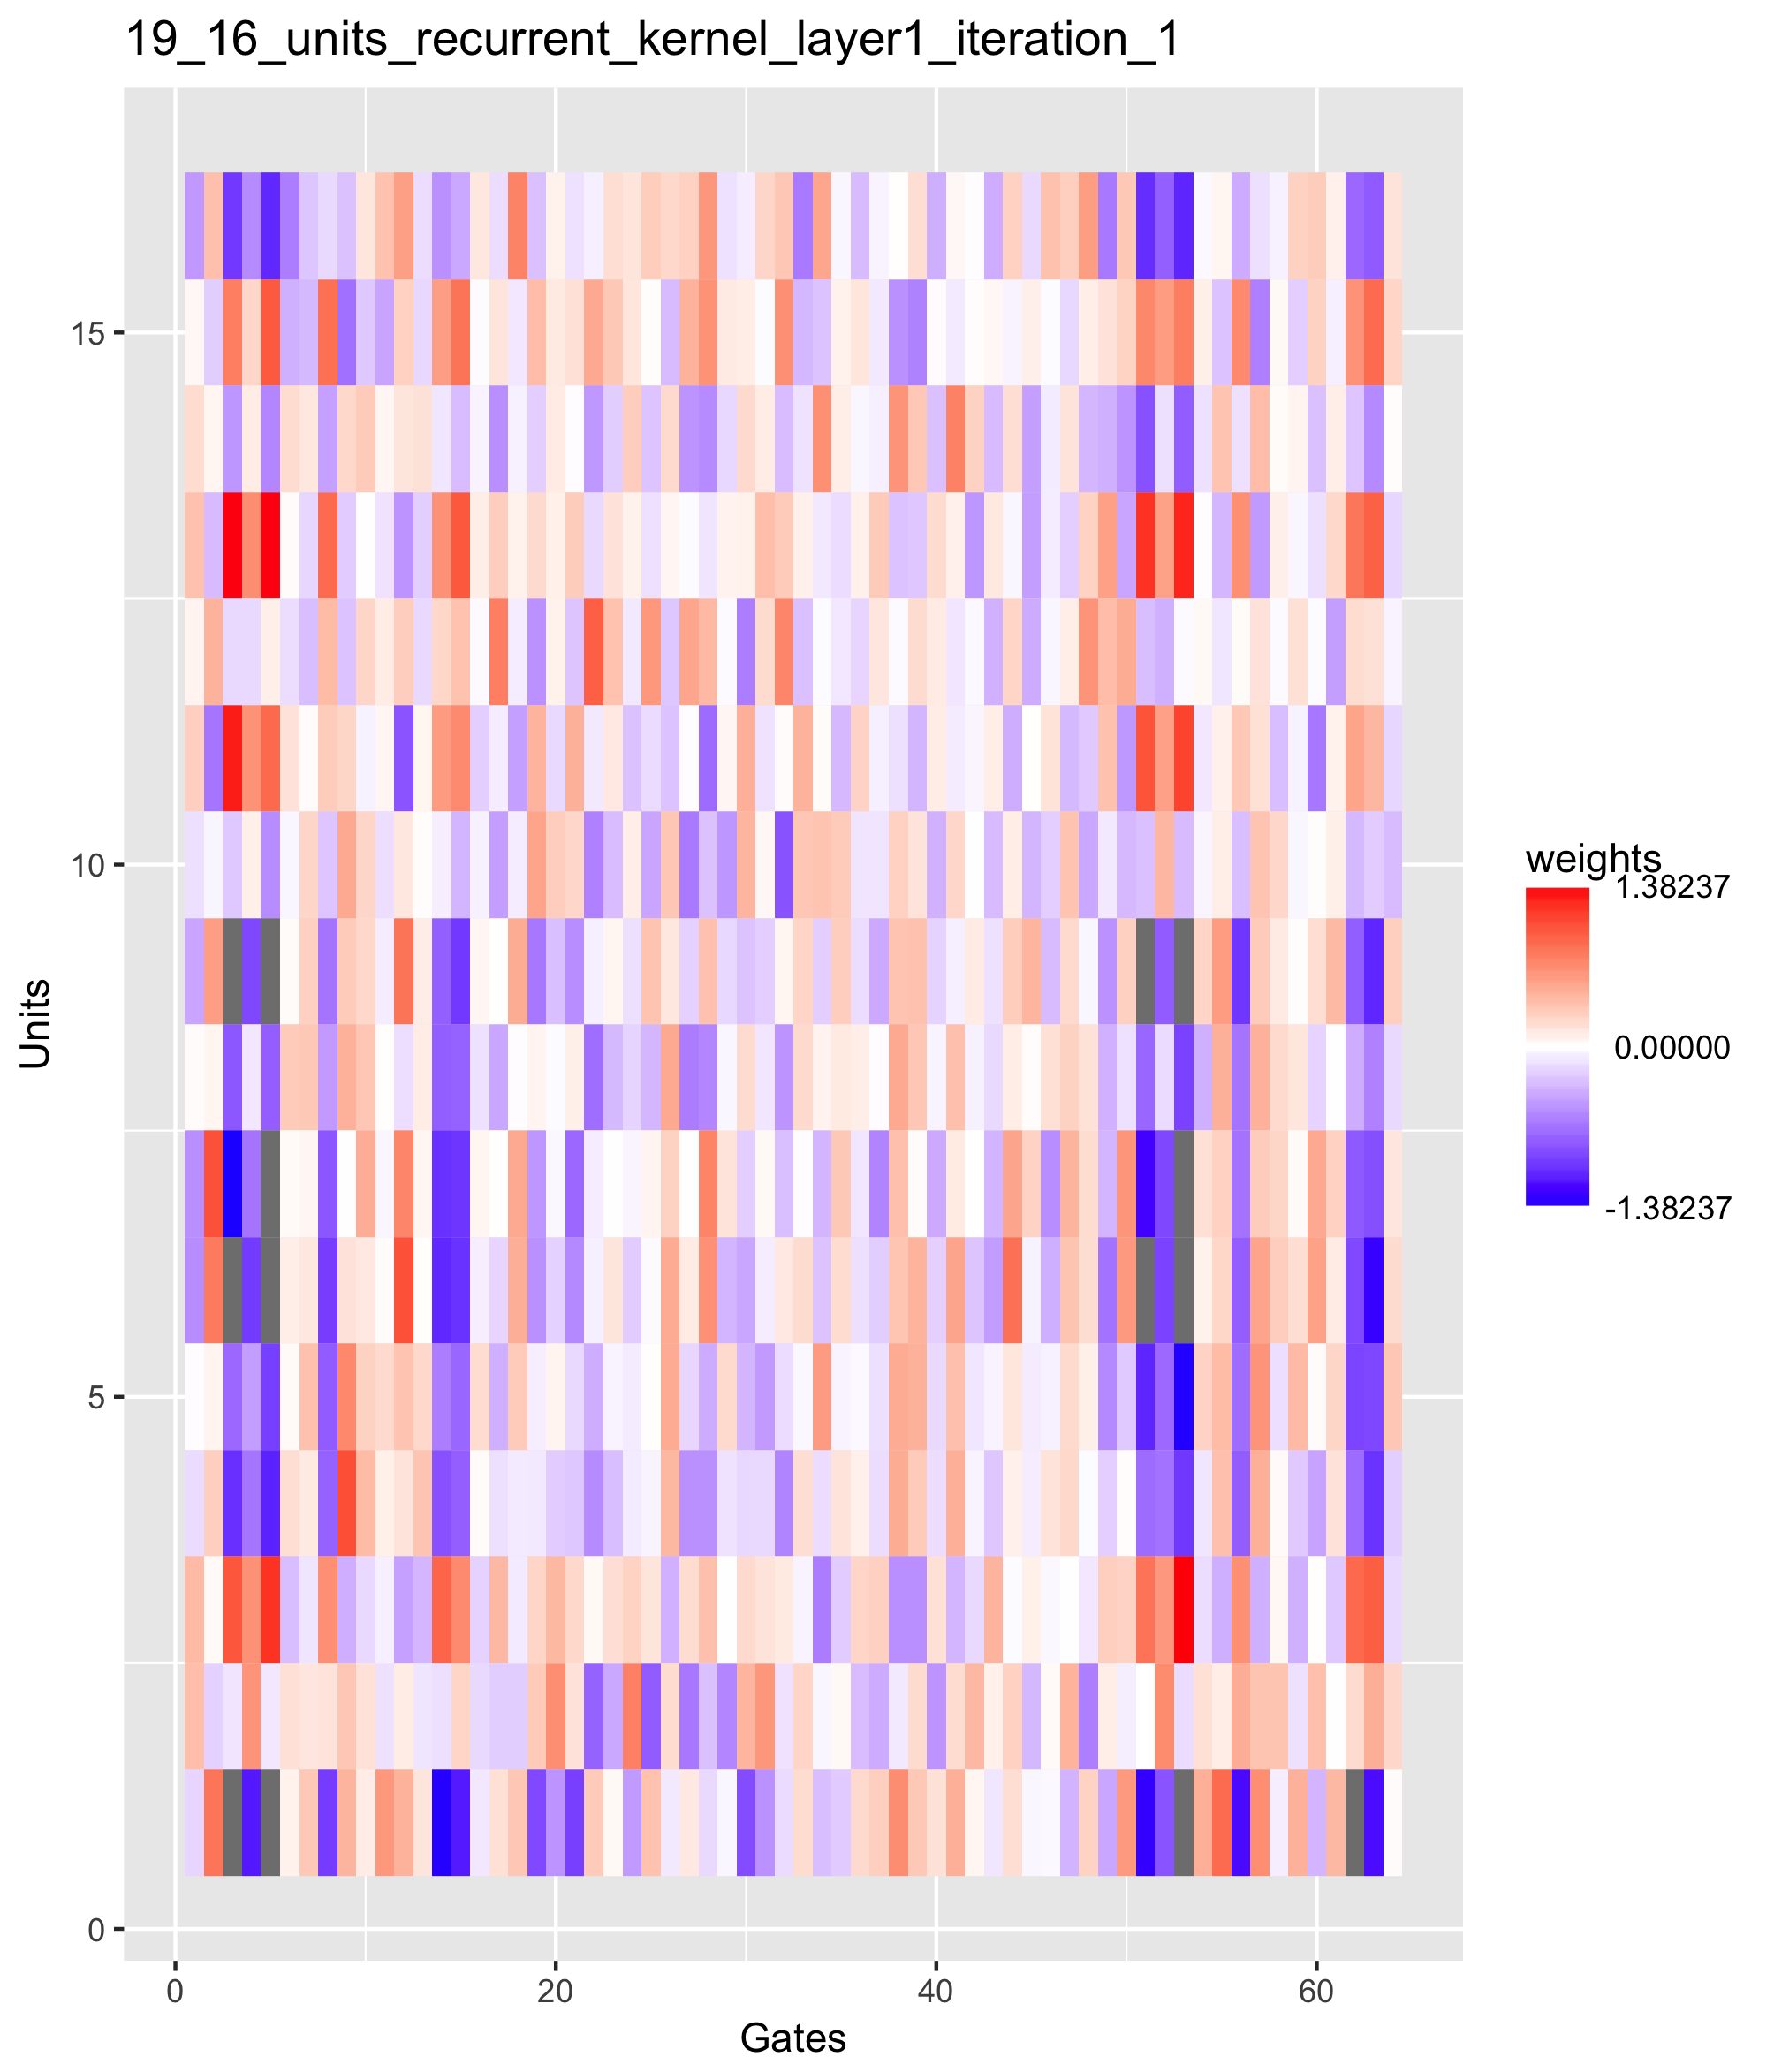 19_16_units_recurrent_kernel_layer1_iteration_1
15
10
5
0
Units
0 20 40 60
Gates
weights
1.38237
0.00000
-1.38237